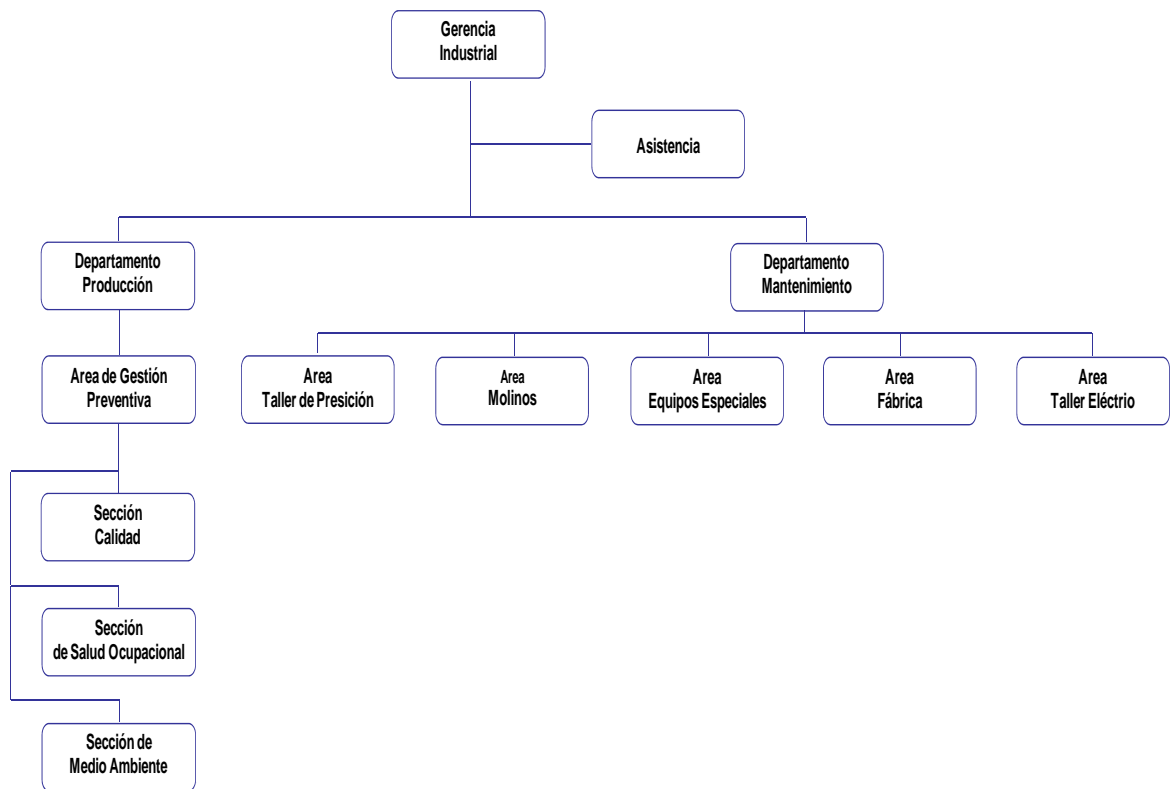 Gerencia
Industrial
Asistencia
Departamento
Producción
Departamento
Mantenimiento
Area de Gestión
Preventiva
Area
Taller de Presición
Area
Molinos
Area
Equipos Especiales
Area
Fábrica
Area
Taller Eléctrio
Sección
Calidad
Sección
de Salud Ocupacional
Sección de
Medio Ambiente